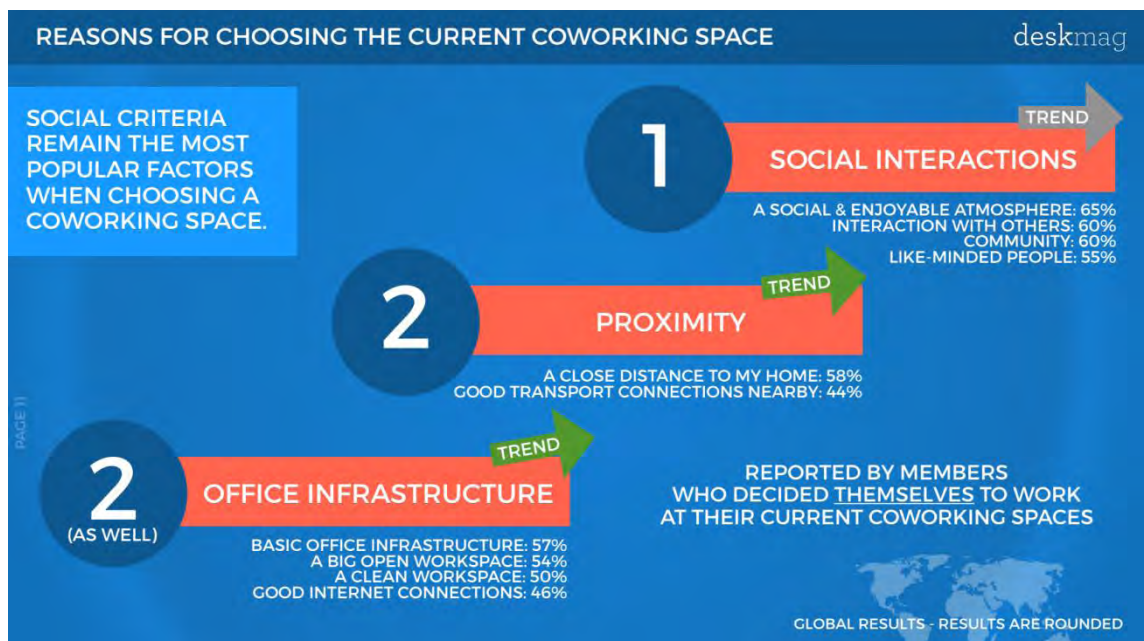 REASONS FOR CHOOSING THE CURRENT COWORKING SPACE
deskmag
SOCIAL CRITERIA
REMAIN THE MOST
POPULAR FACTORS
WHEN CHOOSING A
COWORKING SPACE.
TREND
1
SOCIAL INTERACTIONS
A SOCIAL & ENJOYABLE ATMOSPHERE: 65%
INTERACTION WITH OTHERS: 60%
COMMUNITY: 60%
LIKE-MINDED PEOPLE: 55%
TREND
2
PROXIMITY
A CLOSE DISTANCE TO MY HOME: 58%
GOOD TRANSPORT CONNECTIONS NEARBY: 44%
PAGE 11
TREND
2
(AS WELL)
OFFICE INFRASTRUCTURE
BASIC OFFICE INFRASTRUCTURE: 57%
A BIG OPEN WORKSPACE: 54%
A CLEAN WORKSPACE: 50%
GOOD INTERNET CONNECTIONS: 46%
REPORTED BY MEMBERS
WHO DECIDED THEMSELVES TO WORK
AT THEIR CURRENT COWORKING SPACES
GLOBAL RESULTS - RESULTS ARE ROUNDED